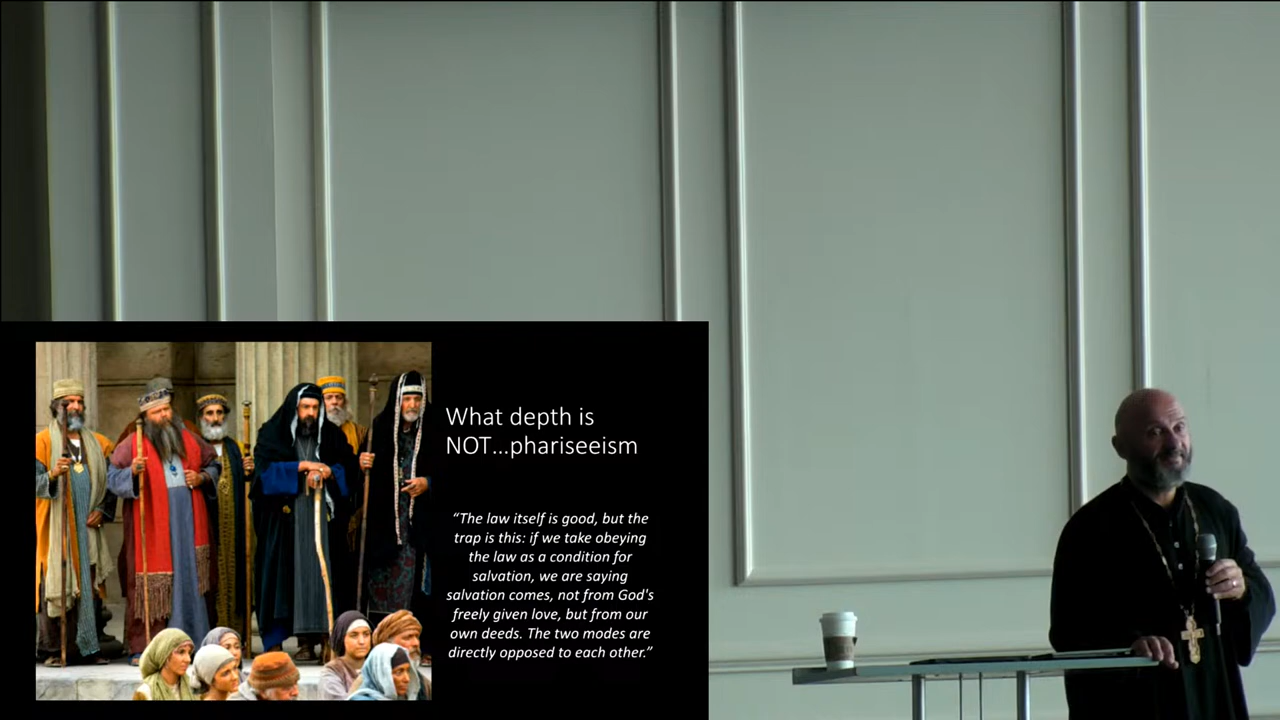 What depth is
NOT...phariseeism
“The law itself is good, but the
trap is this: if we take obeying
the law as a condition for
salvation, we are saying
salvation comes, not from God's
freely given love, but from our
own deeds. The two modes are
directly opposed to each other.”